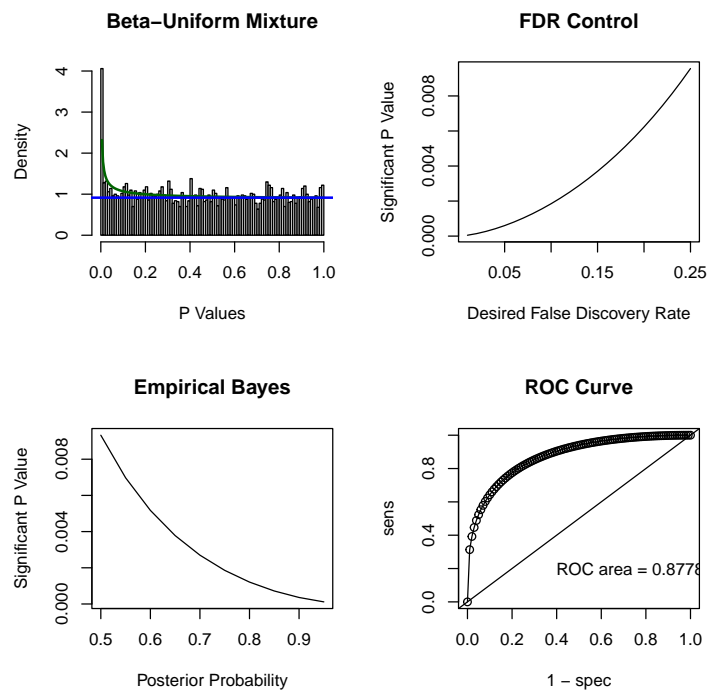 Beta−Uniform Mixture
Density
0 1 2 3 4
0.0 0.2 0.4 0.6 0.8 1.0
P Values
FDR Control
Significant P Value
0.000 0.004 0.008
0.05 0.15 0.25
Desired False Discovery Rate
Empirical Bayes
Significant P Value
0.000 0.004 0.008
0.5 0.6 0.7 0.8 0.9
Posterior Probability
ROC Curve
sens
0.0 0.4 0.8
ROC area = 0.8778
0.0 0.2 0.4 0.6 0.8 1.0
1 − spec